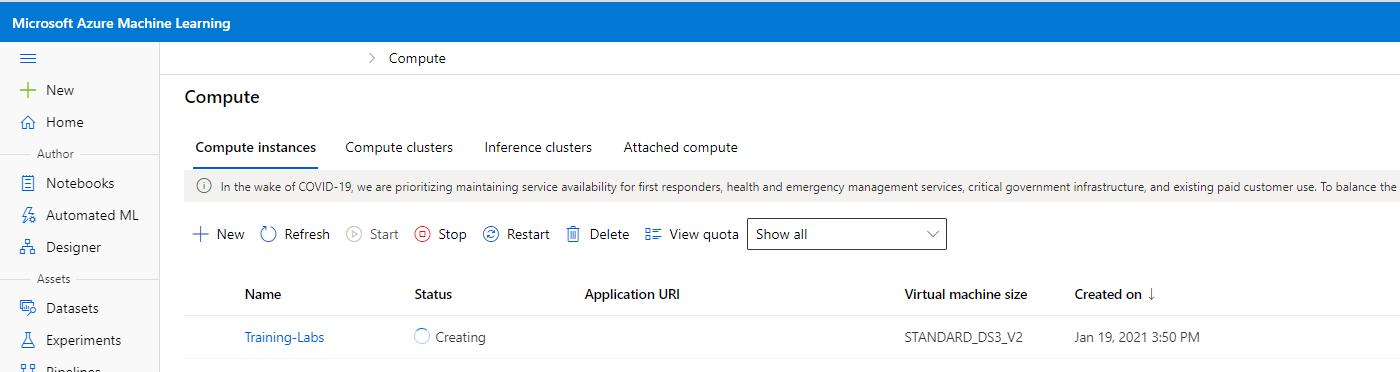 Microsoft Azure Machine Learning
Compute
New
Home
Author
Notebooks
Automated ML
Designer
Assets
Datasets
Experiments
Pipelines
Compute
Compute instances Compute clusters Inference clusters Attached compute
In the wake of COVID-19, we are prioritizing maintaining service availability for first responders, health and emergency management services, critical government infrastructure, and existing paid customer use. To balance the
New Refresh Start Stop Restart Delete View quota Show all
Name Status Application URI Virtual machine size Created on ↓
Training-Labs Creating STANDARD_DS3_V2 Jan 19, 2021 3:50 PM